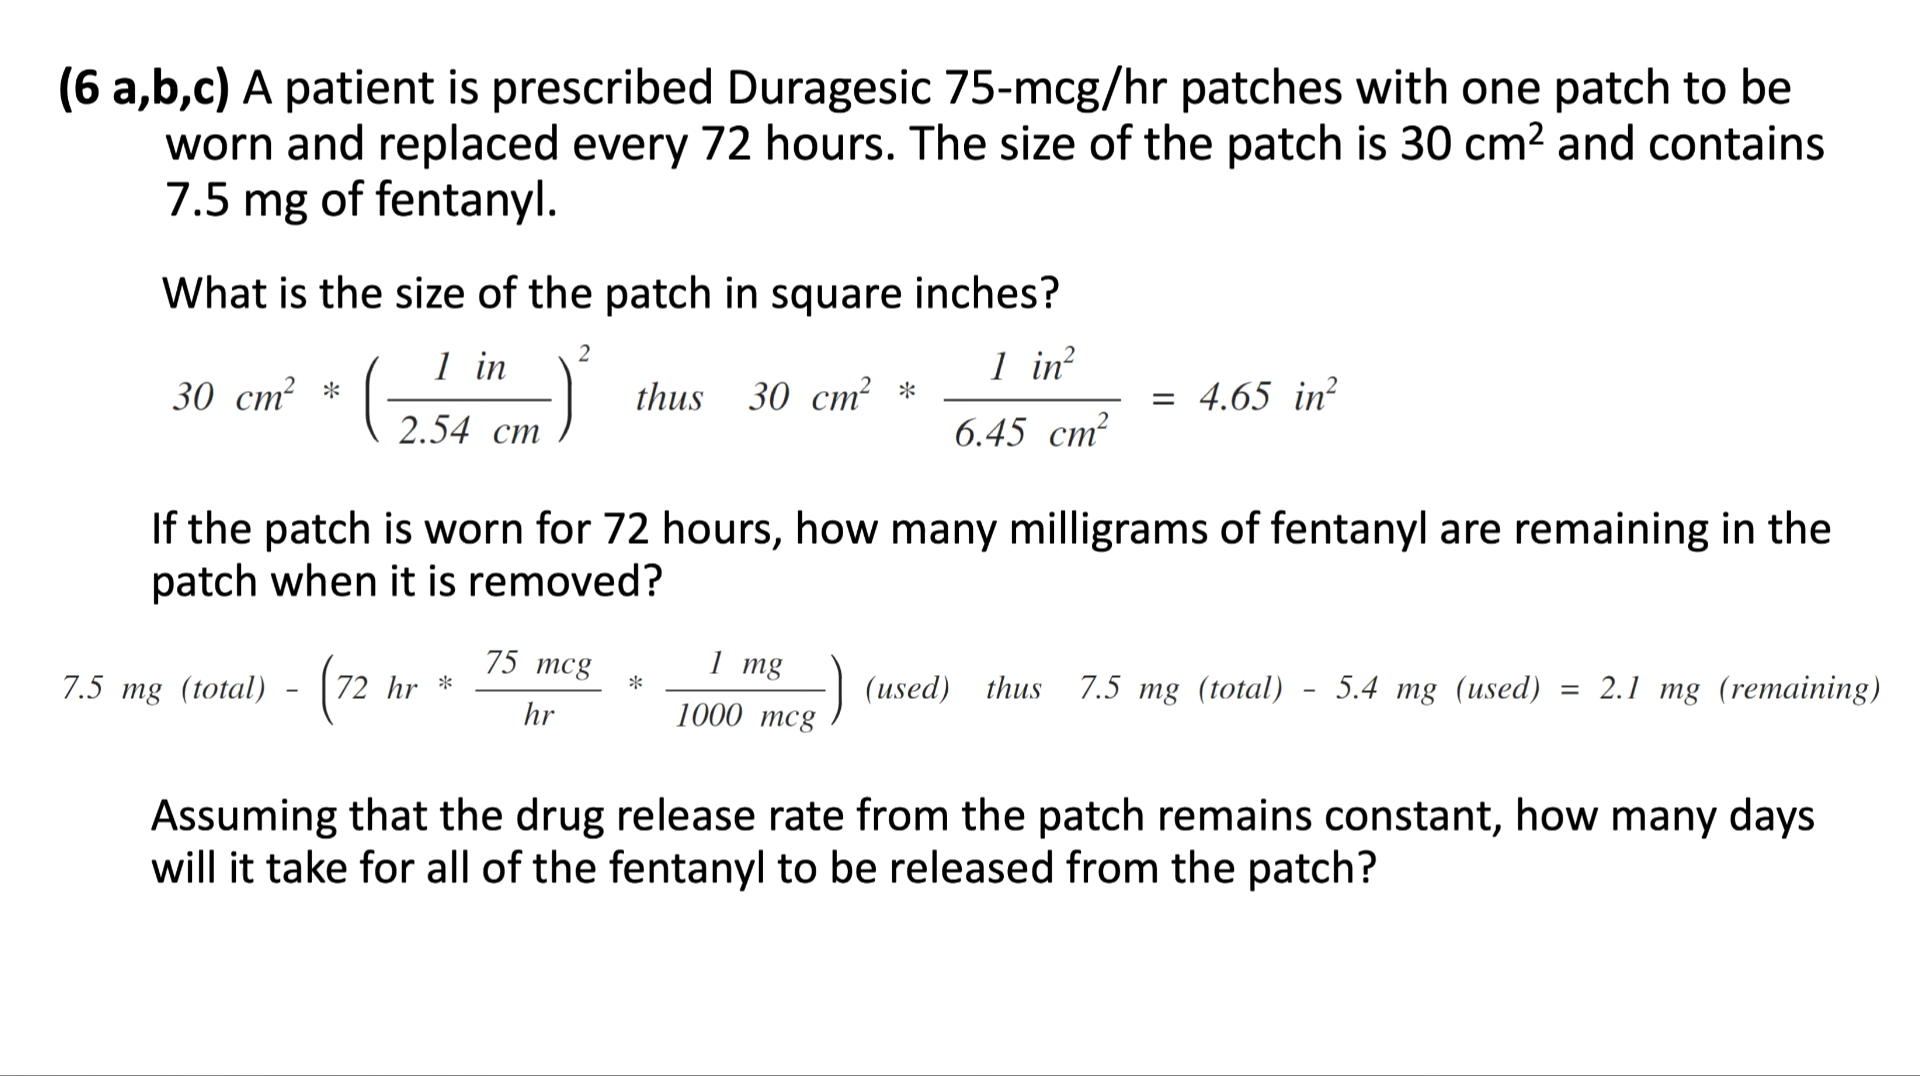 (6 a,b,c) A patient is prescribed Duragesic 75-mcg/hr patches with one patch to be
worn and replaced every 72 hours. The size of the patch is 30 cm² and contains
7.5 mg of fentanyl.
What is the size of the patch in square inches?
30 cm² * (1 in / 2.54 cm)² thus 30 cm² * 1 in² / 6.45 cm² = 4.65 in²
If the patch is worn for 72 hours, how many milligrams of fentanyl are remaining in the
patch when it is removed?
7.5 mg (total) - (72 hr * 75 mcg / hr * 1 mg / 1000 mcg) (used) thus 7.5 mg (total) - 5.4 mg (used) = 2.1 mg (remaining)
Assuming that the drug release rate from the patch remains constant, how many days
will it take for all of the fentanyl to be released from the patch?